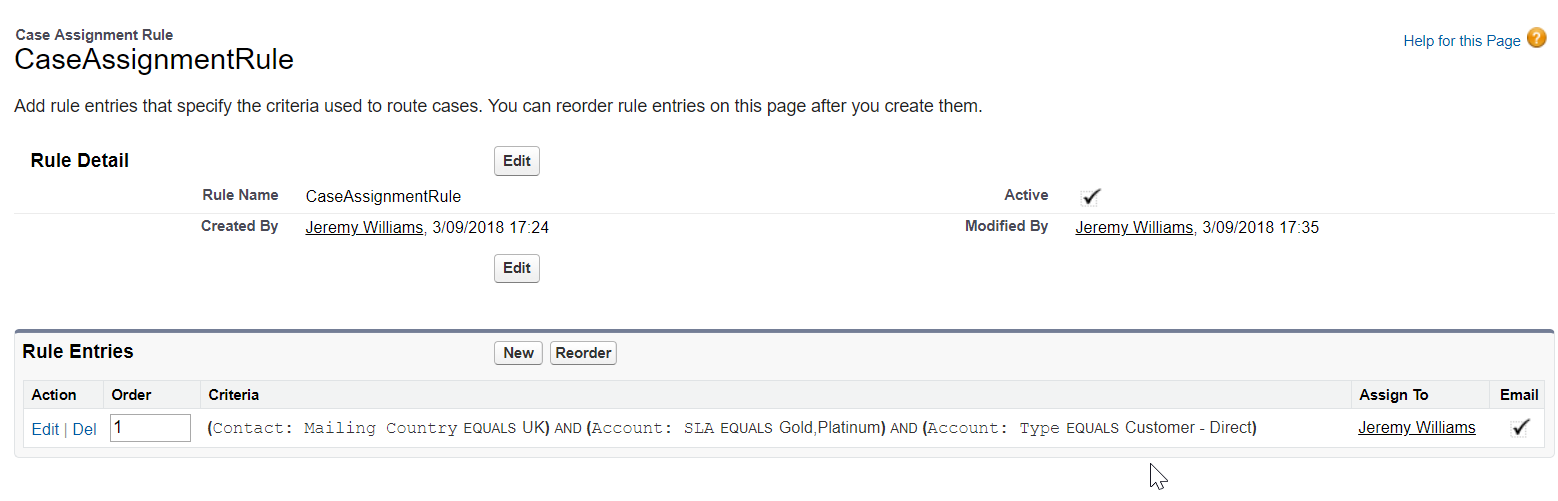 Case Assignment Rule
CaseAssignmentRule
Help for this Page ?
Add rule entries that specify the criteria used to route cases. You can reorder rule entries on this page after you create them.
Rule Detail Edit
Rule Name CaseAssignmentRule Active
Created By Jeremy Williams, 3/09/2018 17:24 Modified By Jeremy Williams, 3/09/2018 17:35
Edit
Rule Entries New Reorder
Action Order Criteria Assign To Email
Edit | Del 1 (Contact: Mailing Country EQUALS UK) AND (Account: SLA EQUALS Gold,Platinum) AND (Account: Type EQUALS Customer - Direct) Jeremy Williams